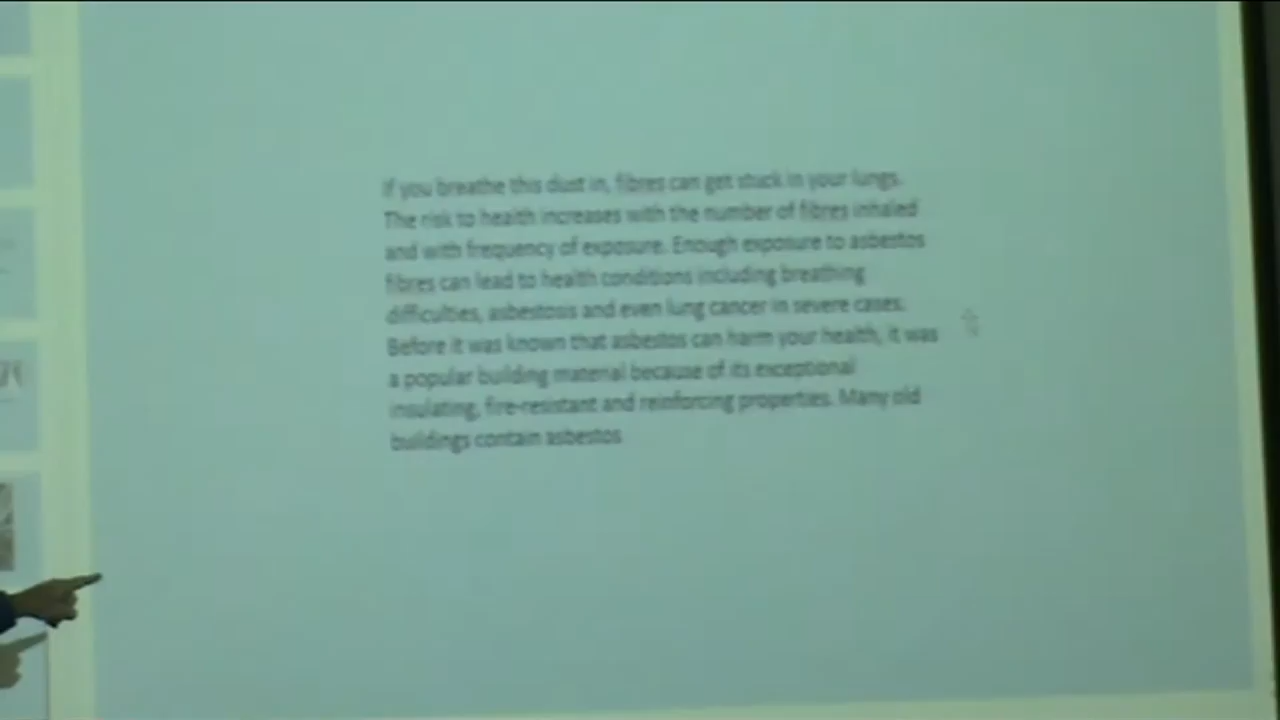 If you breathe this dust in, fibres can get stuck in your lungs.
The risk to health increases with the number of fibres inhaled
and with frequency of exposure. Enough exposure to asbestos
fibres can lead to health conditions including breathing
difficulties, asbestosis and even lung cancer in severe cases.
Before it was known that asbestos can harm your health, it was
a popular building material because of its exceptional
insulating, fire-resistant and reinforcing properties. Many old
buildings contain asbestos